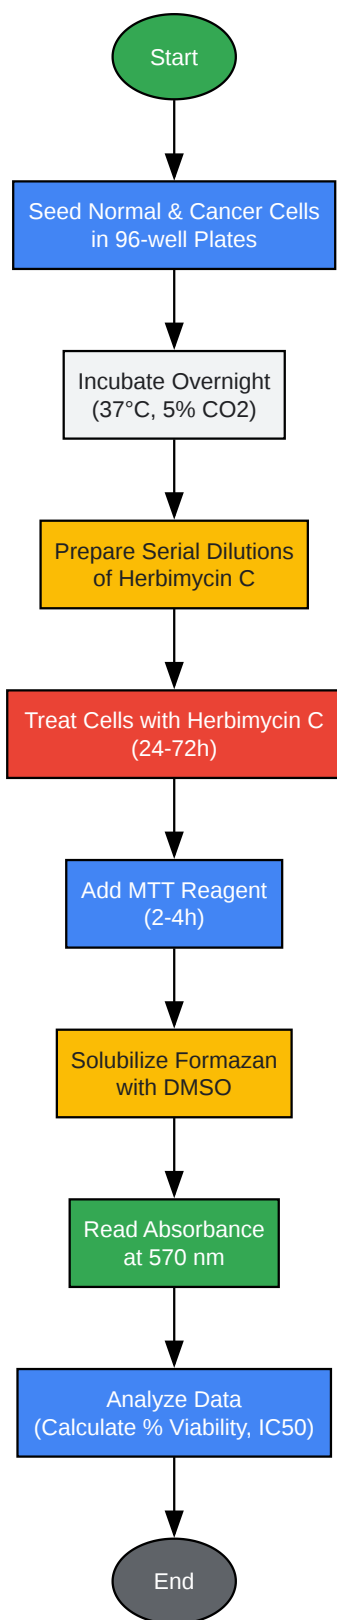 Start
Seed Normal & Cancer Cells
in 96-well Plates
Incubate Overnight
(37°C, 5% CO2)
Prepare Serial Dilutions
of Herbimycin C
Treat Cells with Herbimycin C
(24-72h)
Add MTT Reagent
(2-4h)
Solubilize Formazan
with DMSO
Read Absorbance
at 570 nm
Analyze Data
(Calculate % Viability, IC50)
End